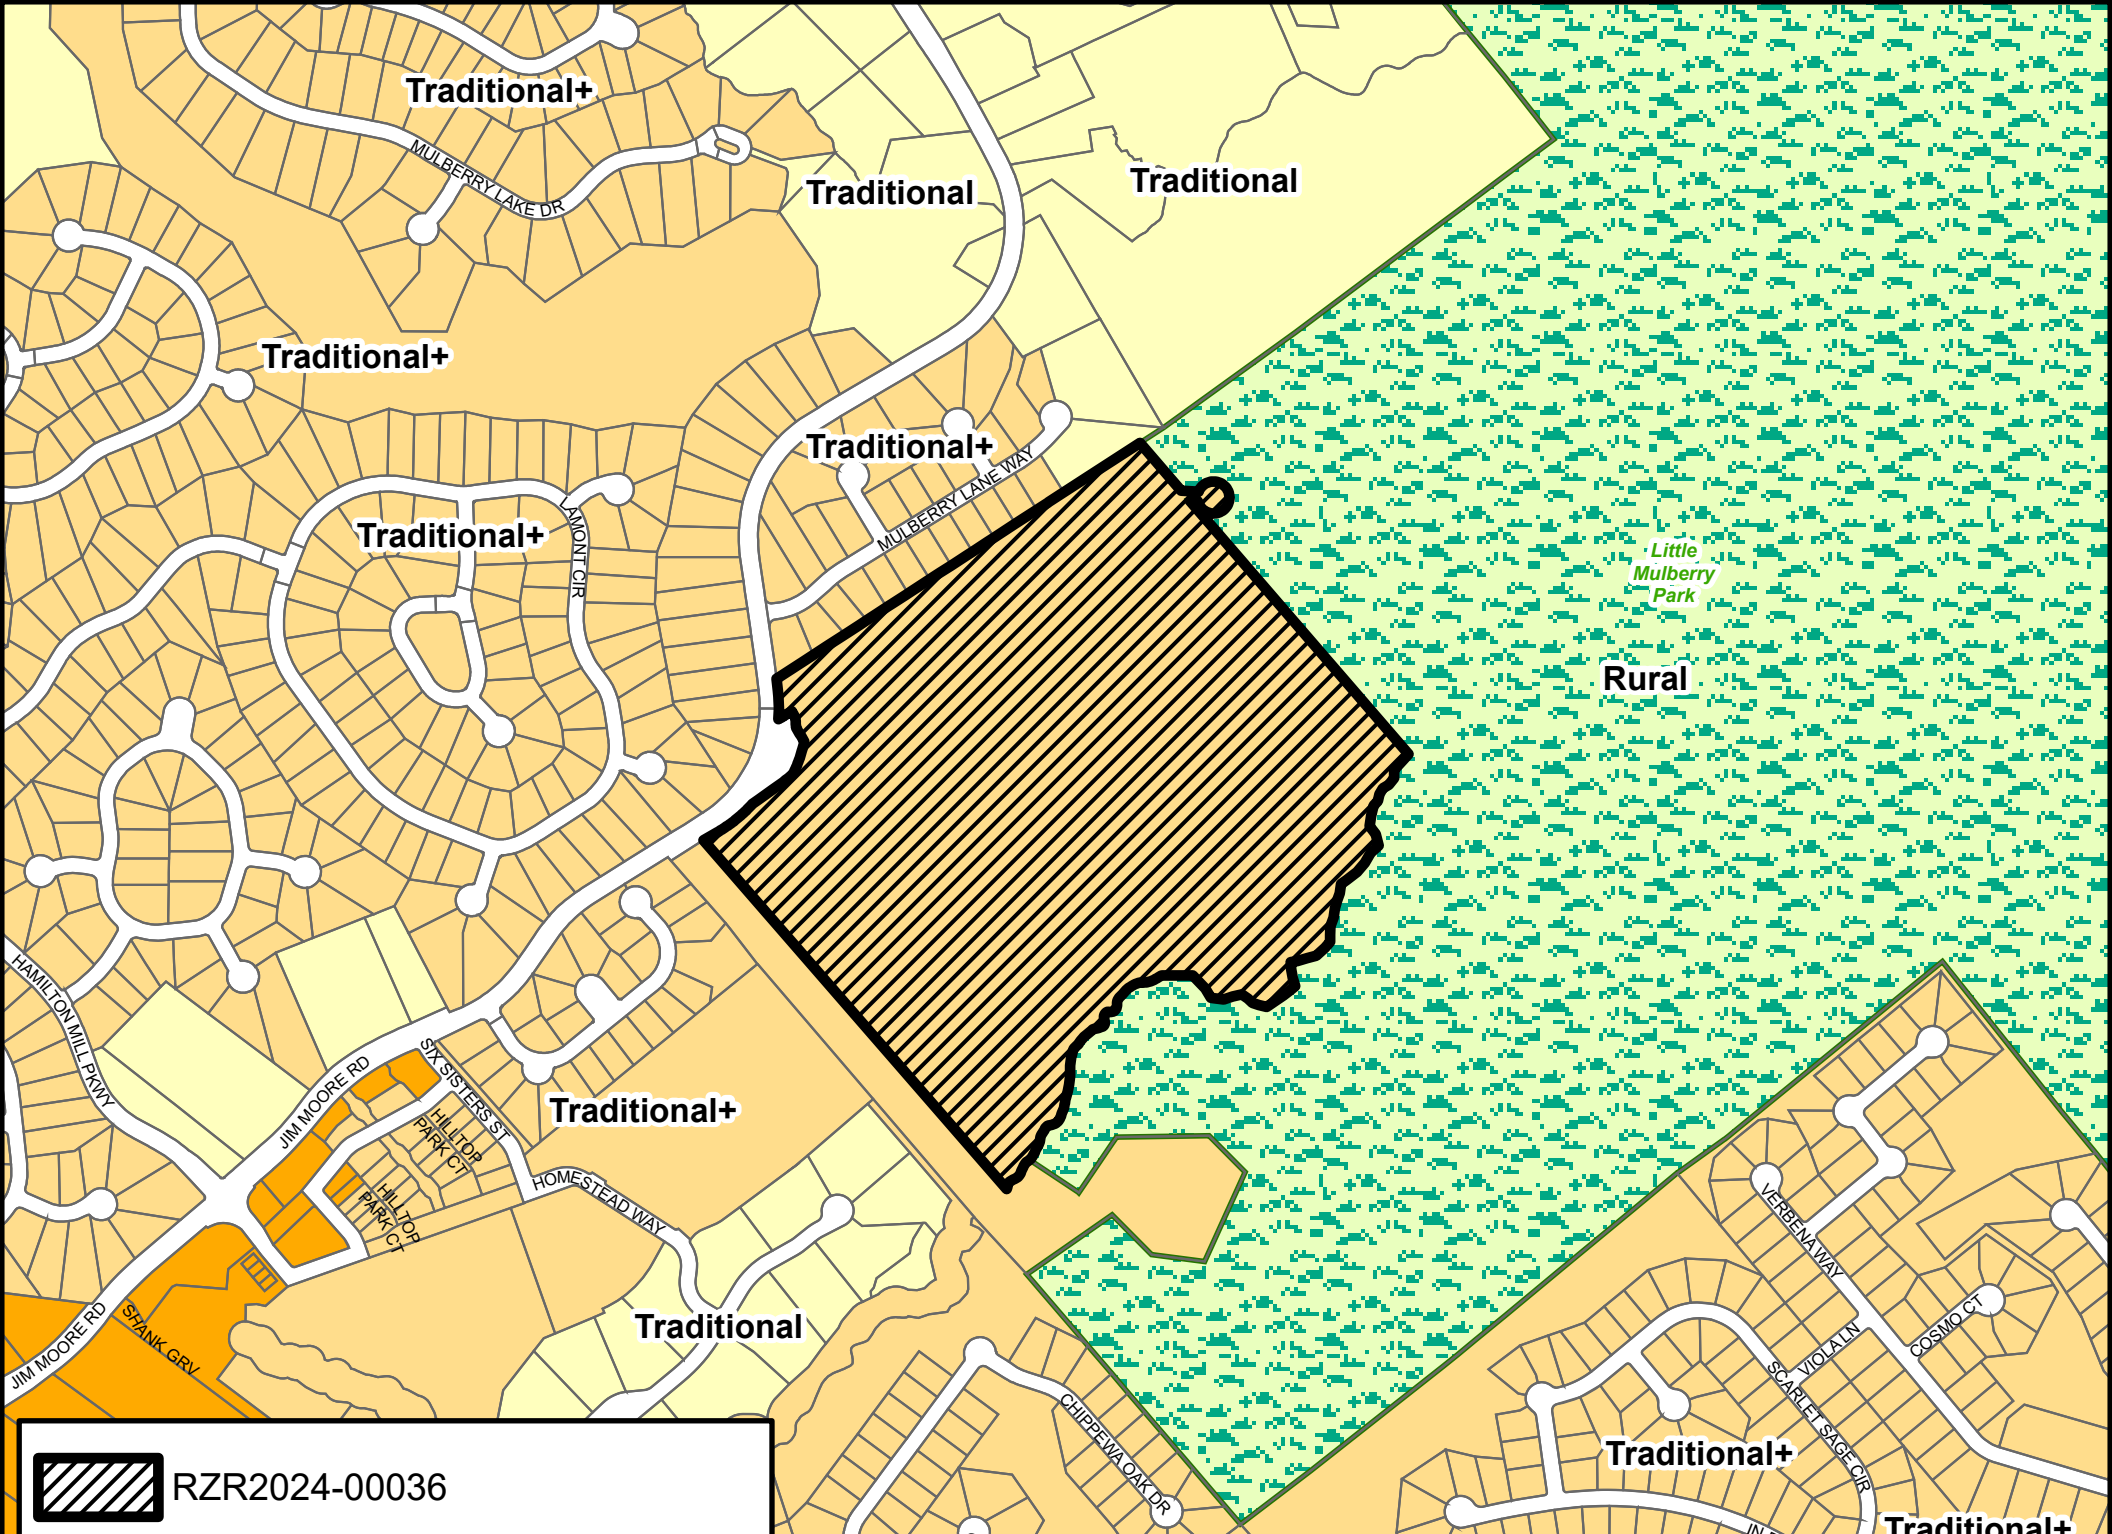 Traditional+
MULBERRY LAKE DR
Traditional
Traditional
Traditional+
Traditional+
MULBERRY LANE WAY
LAMONT CIR
Traditional+
Little
Mulberry
Park
Rural
HAMILTON MILL PKWY
JIM MOORE RD
SIX SISTERS ST
HILLTOP
PARK CT
Traditional+
HILLTOP
PARK CT
HOMESTEAD WAY
VERBENA WAY
JIM MOORE RD
SHANK GRV
Traditional
COSMO CT
VIOLA LN
SCARLET SAGE CIR
CHIPPEWA OAK DR
Traditional+
RZR2024-00036
Traditional+